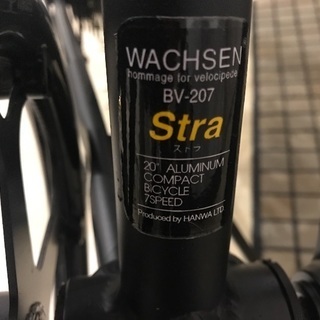 WACHSEN
hommage for velocipede
BV-207
Stra
ストラ
20" ALUMINUM
COMPACT
BICYCLE
7SPEED
Produced by HANWA LTD.